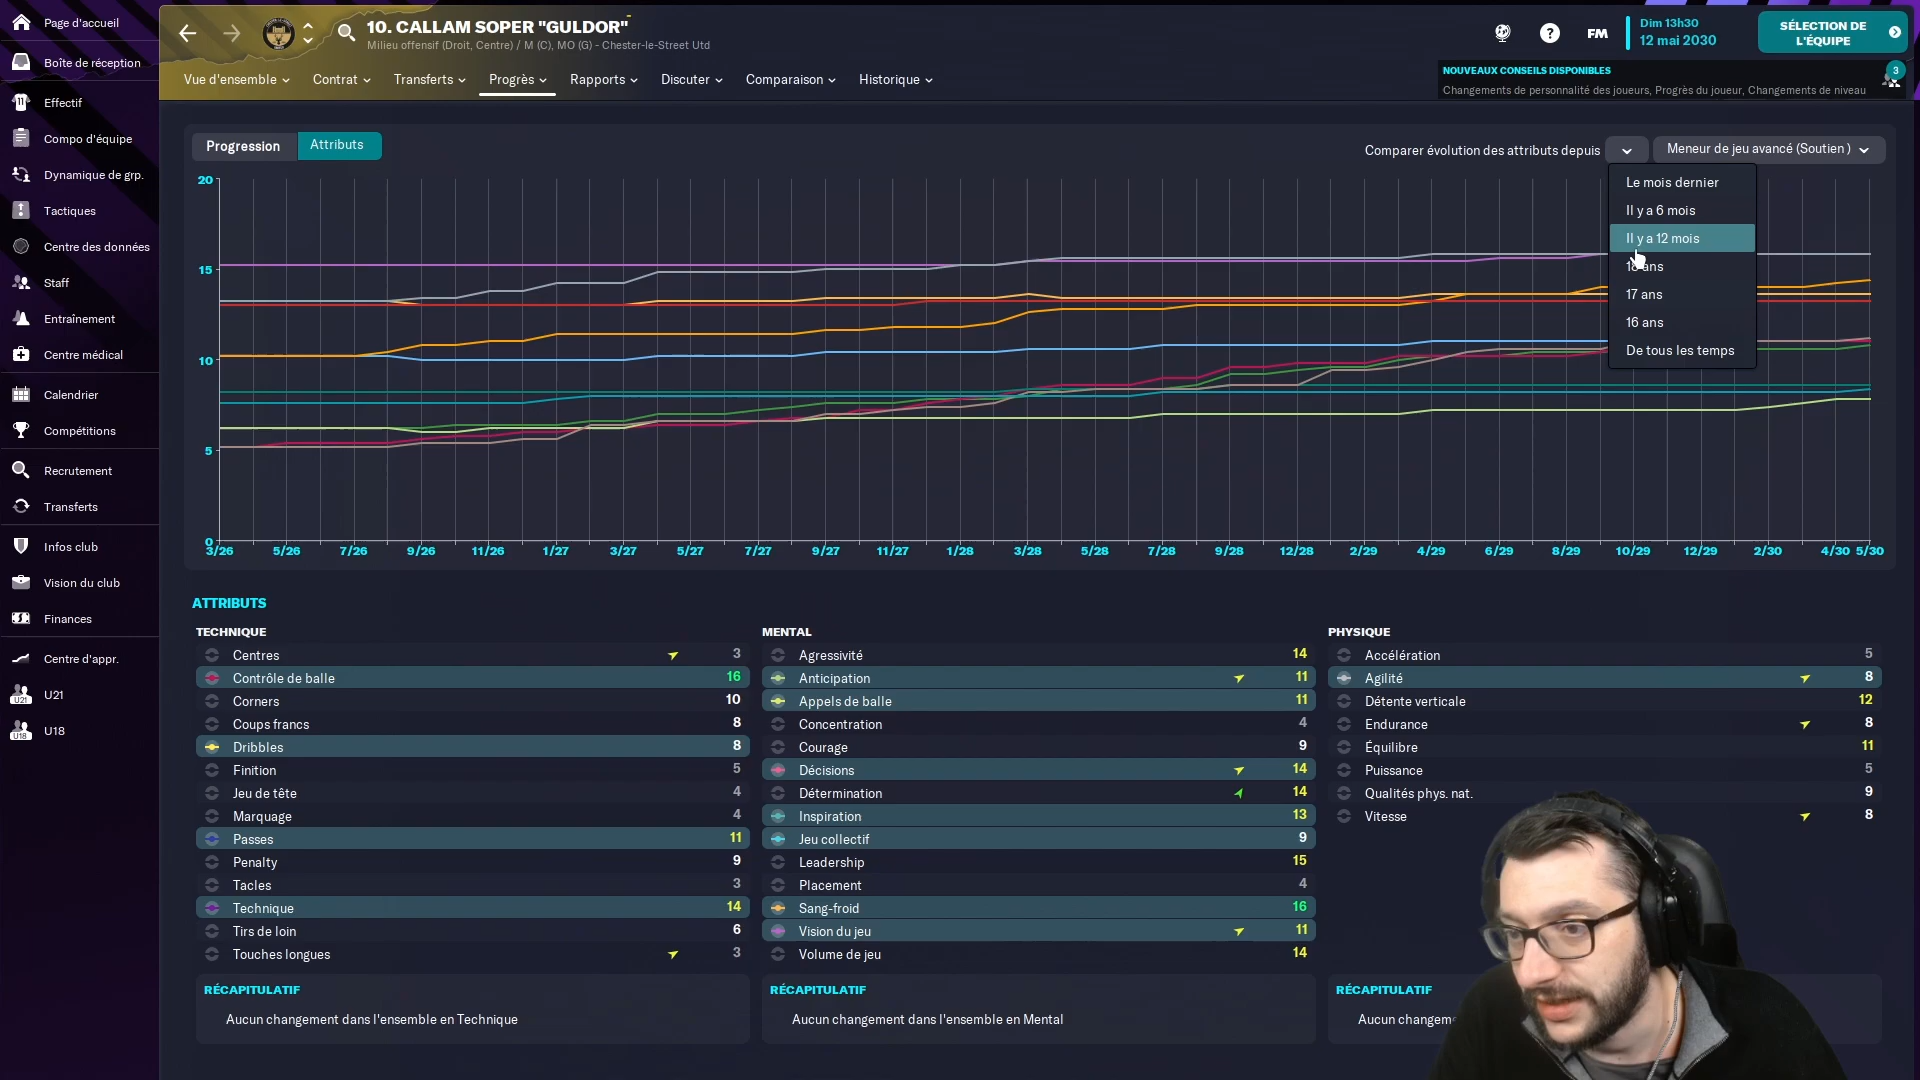 Page d'accueil
Boîte de réception
Effectif
Compo d'équipe
Dynamique de grp.
Tactiques
Centre des données
Staff
Entraînement
Centre médical
Calendrier
Compétitions
Recrutement
Transferts
Infos club
Vision du club
Finances
Centre d'appr.
U21
U21
U18
U18
10. CALLAM SOPER "GULDOR"
Milieu offensif (Droit, Centre) / M (C), MO (G) - Chester-le-Street Utd
FM
Dim 13h30
12 mai 2030
SÉLECTION DE
L'ÉQUIPE
Vue d'ensemble
Contrat
Transferts
Progrès
Rapports
Discuter
Comparaison
Historique
NOUVEAUX CONSEILS DISPONIBLES
3
Changements de personnalité des joueurs, Progrès du joueur, Changements de niveau
Progression
Attributs
Comparer évolution des attributs depuis
Meneur de jeu avancé (Soutien )
Le mois dernier
Il y a 6 mois
Il y a 12 mois
18 ans
17 ans
16 ans
De tous les temps
20
15
10
5
0
3/26 5/26 7/26 9/26 11/26 1/27 3/27 5/27 7/27 9/27 11/27 1/28 3/28 5/28 7/28 9/28 12/28 2/29 4/29 6/29 8/29 10/29 12/29 2/30 4/30 5/30
ATTRIBUTS
TECHNIQUE
Centres 3
Contrôle de balle 16
Corners 10
Coups francs 8
Dribbles 8
Finition 5
Jeu de tête 4
Marquage 4
Passes 11
Penalty 9
Tacles 3
Technique 14
Tirs de loin 6
Touches longues 3
RÉCAPITULATIF
Aucun changement dans l'ensemble en Technique
MENTAL
Agressivité 14
Anticipation 11
Appels de balle 11
Concentration 4
Courage 9
Décisions 14
Détermination 14
Inspiration 13
Jeu collectif 9
Leadership 15
Placement 4
Sang-froid 16
Vision du jeu 11
Volume de jeu 14
RÉCAPITULATIF
Aucun changement dans l'ensemble en Mental
PHYSIQUE
Accélération 5
Agilité 8
Détente verticale 12
Endurance 8
Équilibre 11
Puissance 5
Qualités phys. nat. 9
Vitesse 8
RÉCAPITULATIF
Aucun changeme